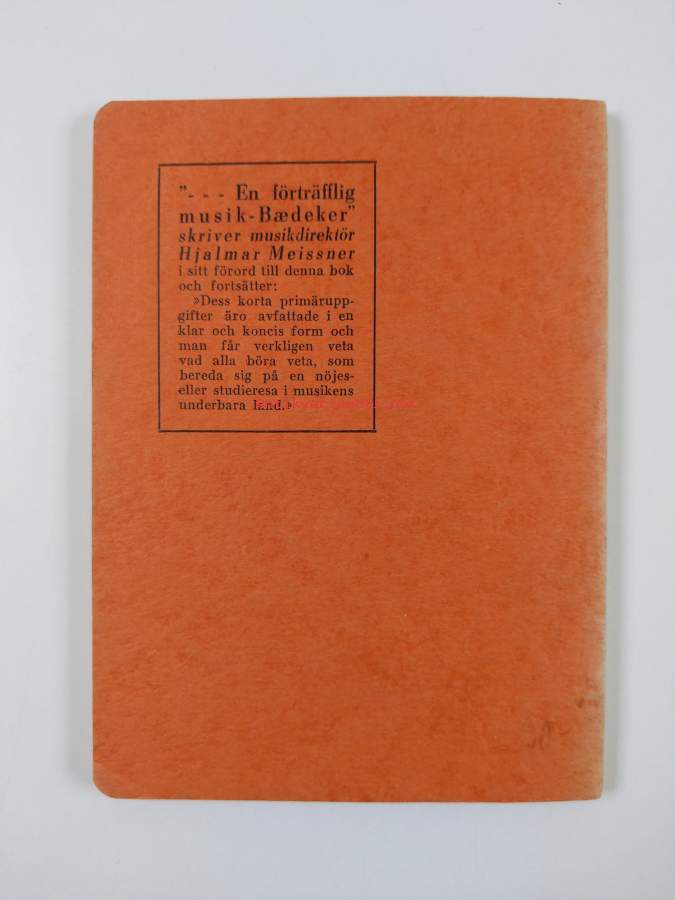 "- - - En förträfflig
musik-Bædeker"
skriver musikdirektör
Hjalmar Meissner
i sitt förord till denna bok
och fortsätter:
»Dess korta primärupp-
gifter äro avfattade i en
klar och koncis form och
man får verkligen veta
vad alla böra veta, som
bereda sig på en nöjes-
eller studieresa i musikens
underbara land.»